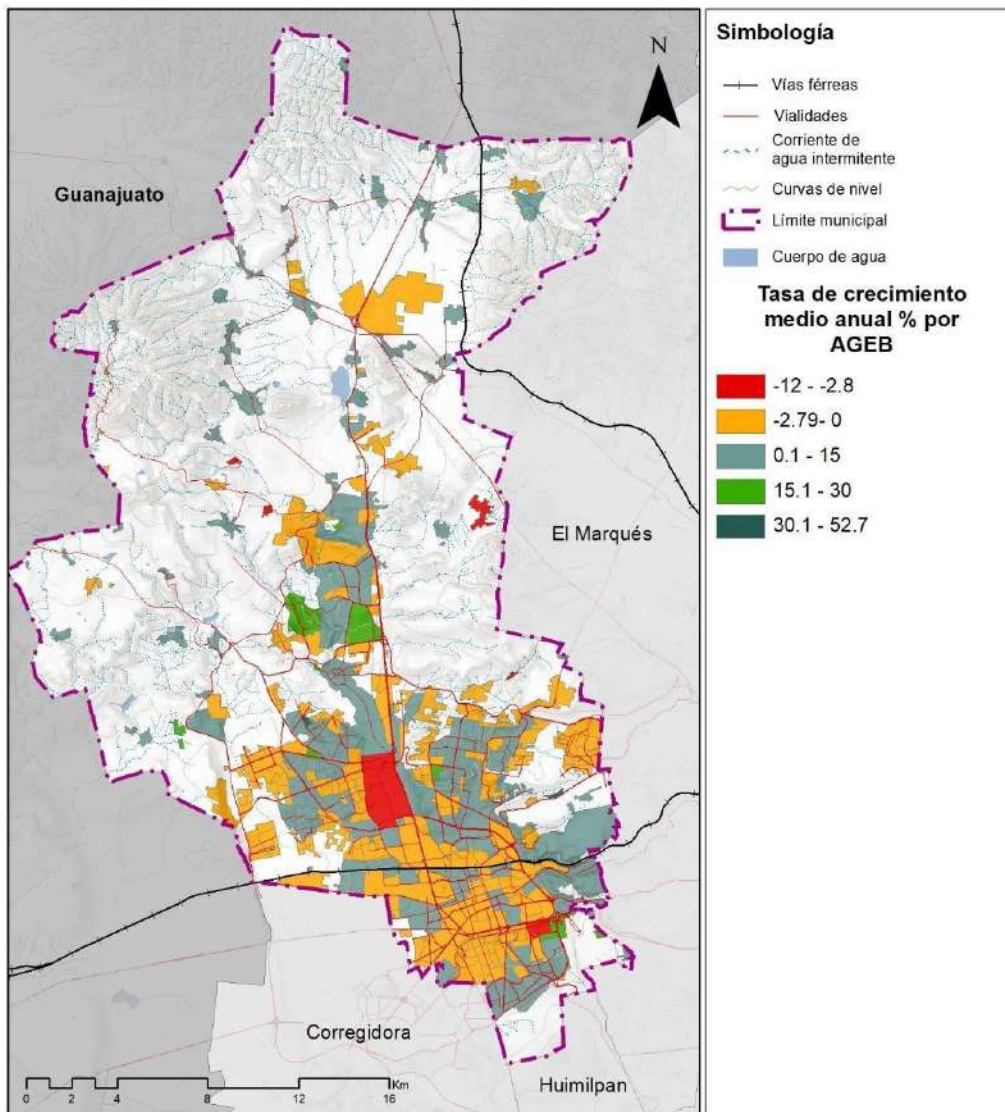 Guanajuato
N
El Marqués
Corregidora
Huimilpan
0 2 4 8 12 16 Km
Simbología
Vías férreas
Vialidades
Corriente de
agua intermitente
Curvas de nivel
Límite municipal
Cuerpo de agua
Tasa de crecimiento
medio anual % por
AGEB
-12 - -2.8
-2.79- 0
0.1 - 15
15.1 - 30
30.1 - 52.7